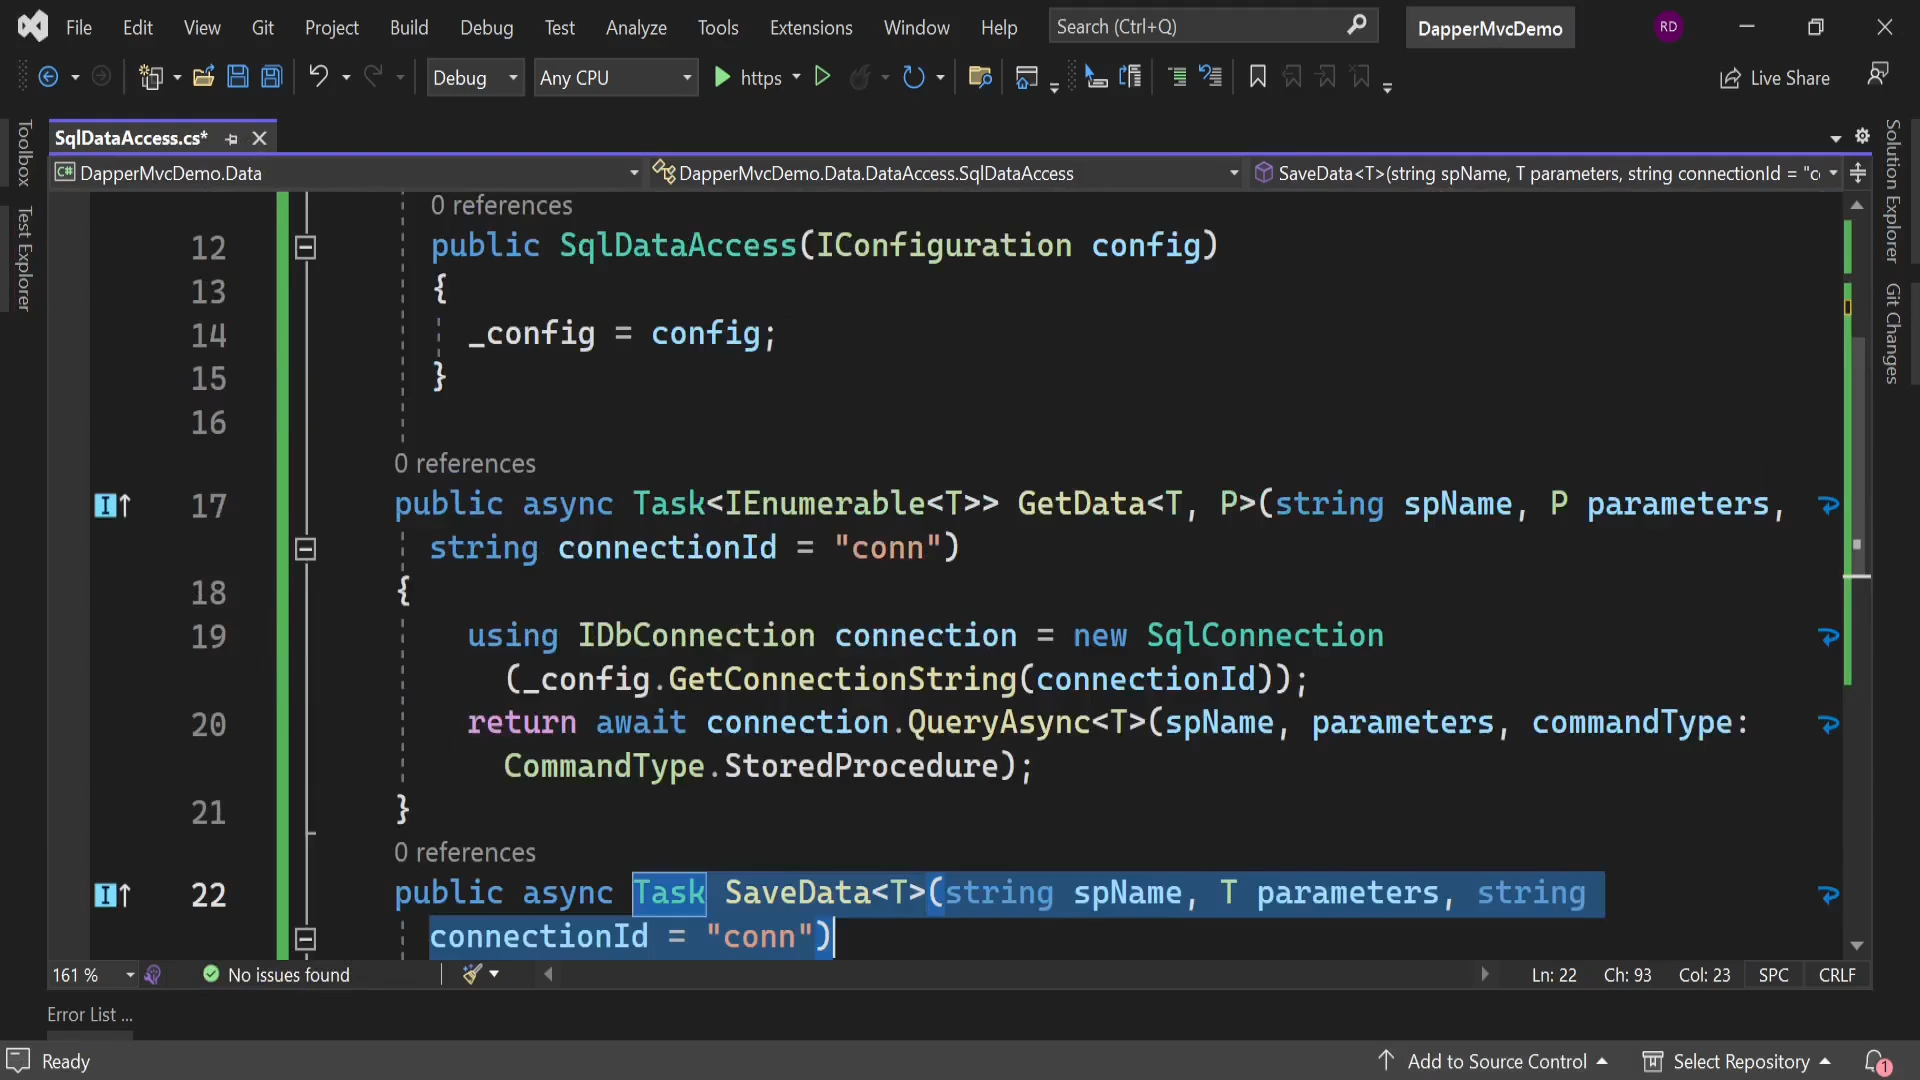 File Edit View Git Project Build Debug Test Analyze Tools Extensions Window Help Search (Ctrl+Q) DapperMvcDemo RD
Debug Any CPU https Live Share
SqlDataAccess.cs*
C# DapperMvcDemo.Data DapperMvcDemo.Data.DataAccess.SqlDataAccess SaveData<T>(string spName, T parameters, string connectionId = "c
Toolbox
Test Explorer
Solution Explorer
Git Changes
0 references
12 public SqlDataAccess(IConfiguration config)
13 {
14 _config = config;
15 }
16
0 references
17 public async Task<IEnumerable<T>> GetData<T, P>(string spName, P parameters,
string connectionId = "conn")
18 {
19 using IDbConnection connection = new SqlConnection
(_config.GetConnectionString(connectionId));
20 return await connection.QueryAsync<T>(spName, parameters, commandType:
CommandType.StoredProcedure);
21 }
0 references
22 public async Task SaveData<T>(string spName, T parameters, string
connectionId = "conn")
161 % No issues found Ln: 22 Ch: 93 Col: 23 SPC CRLF
Error List ...
Ready Add to Source Control Select Repository 1